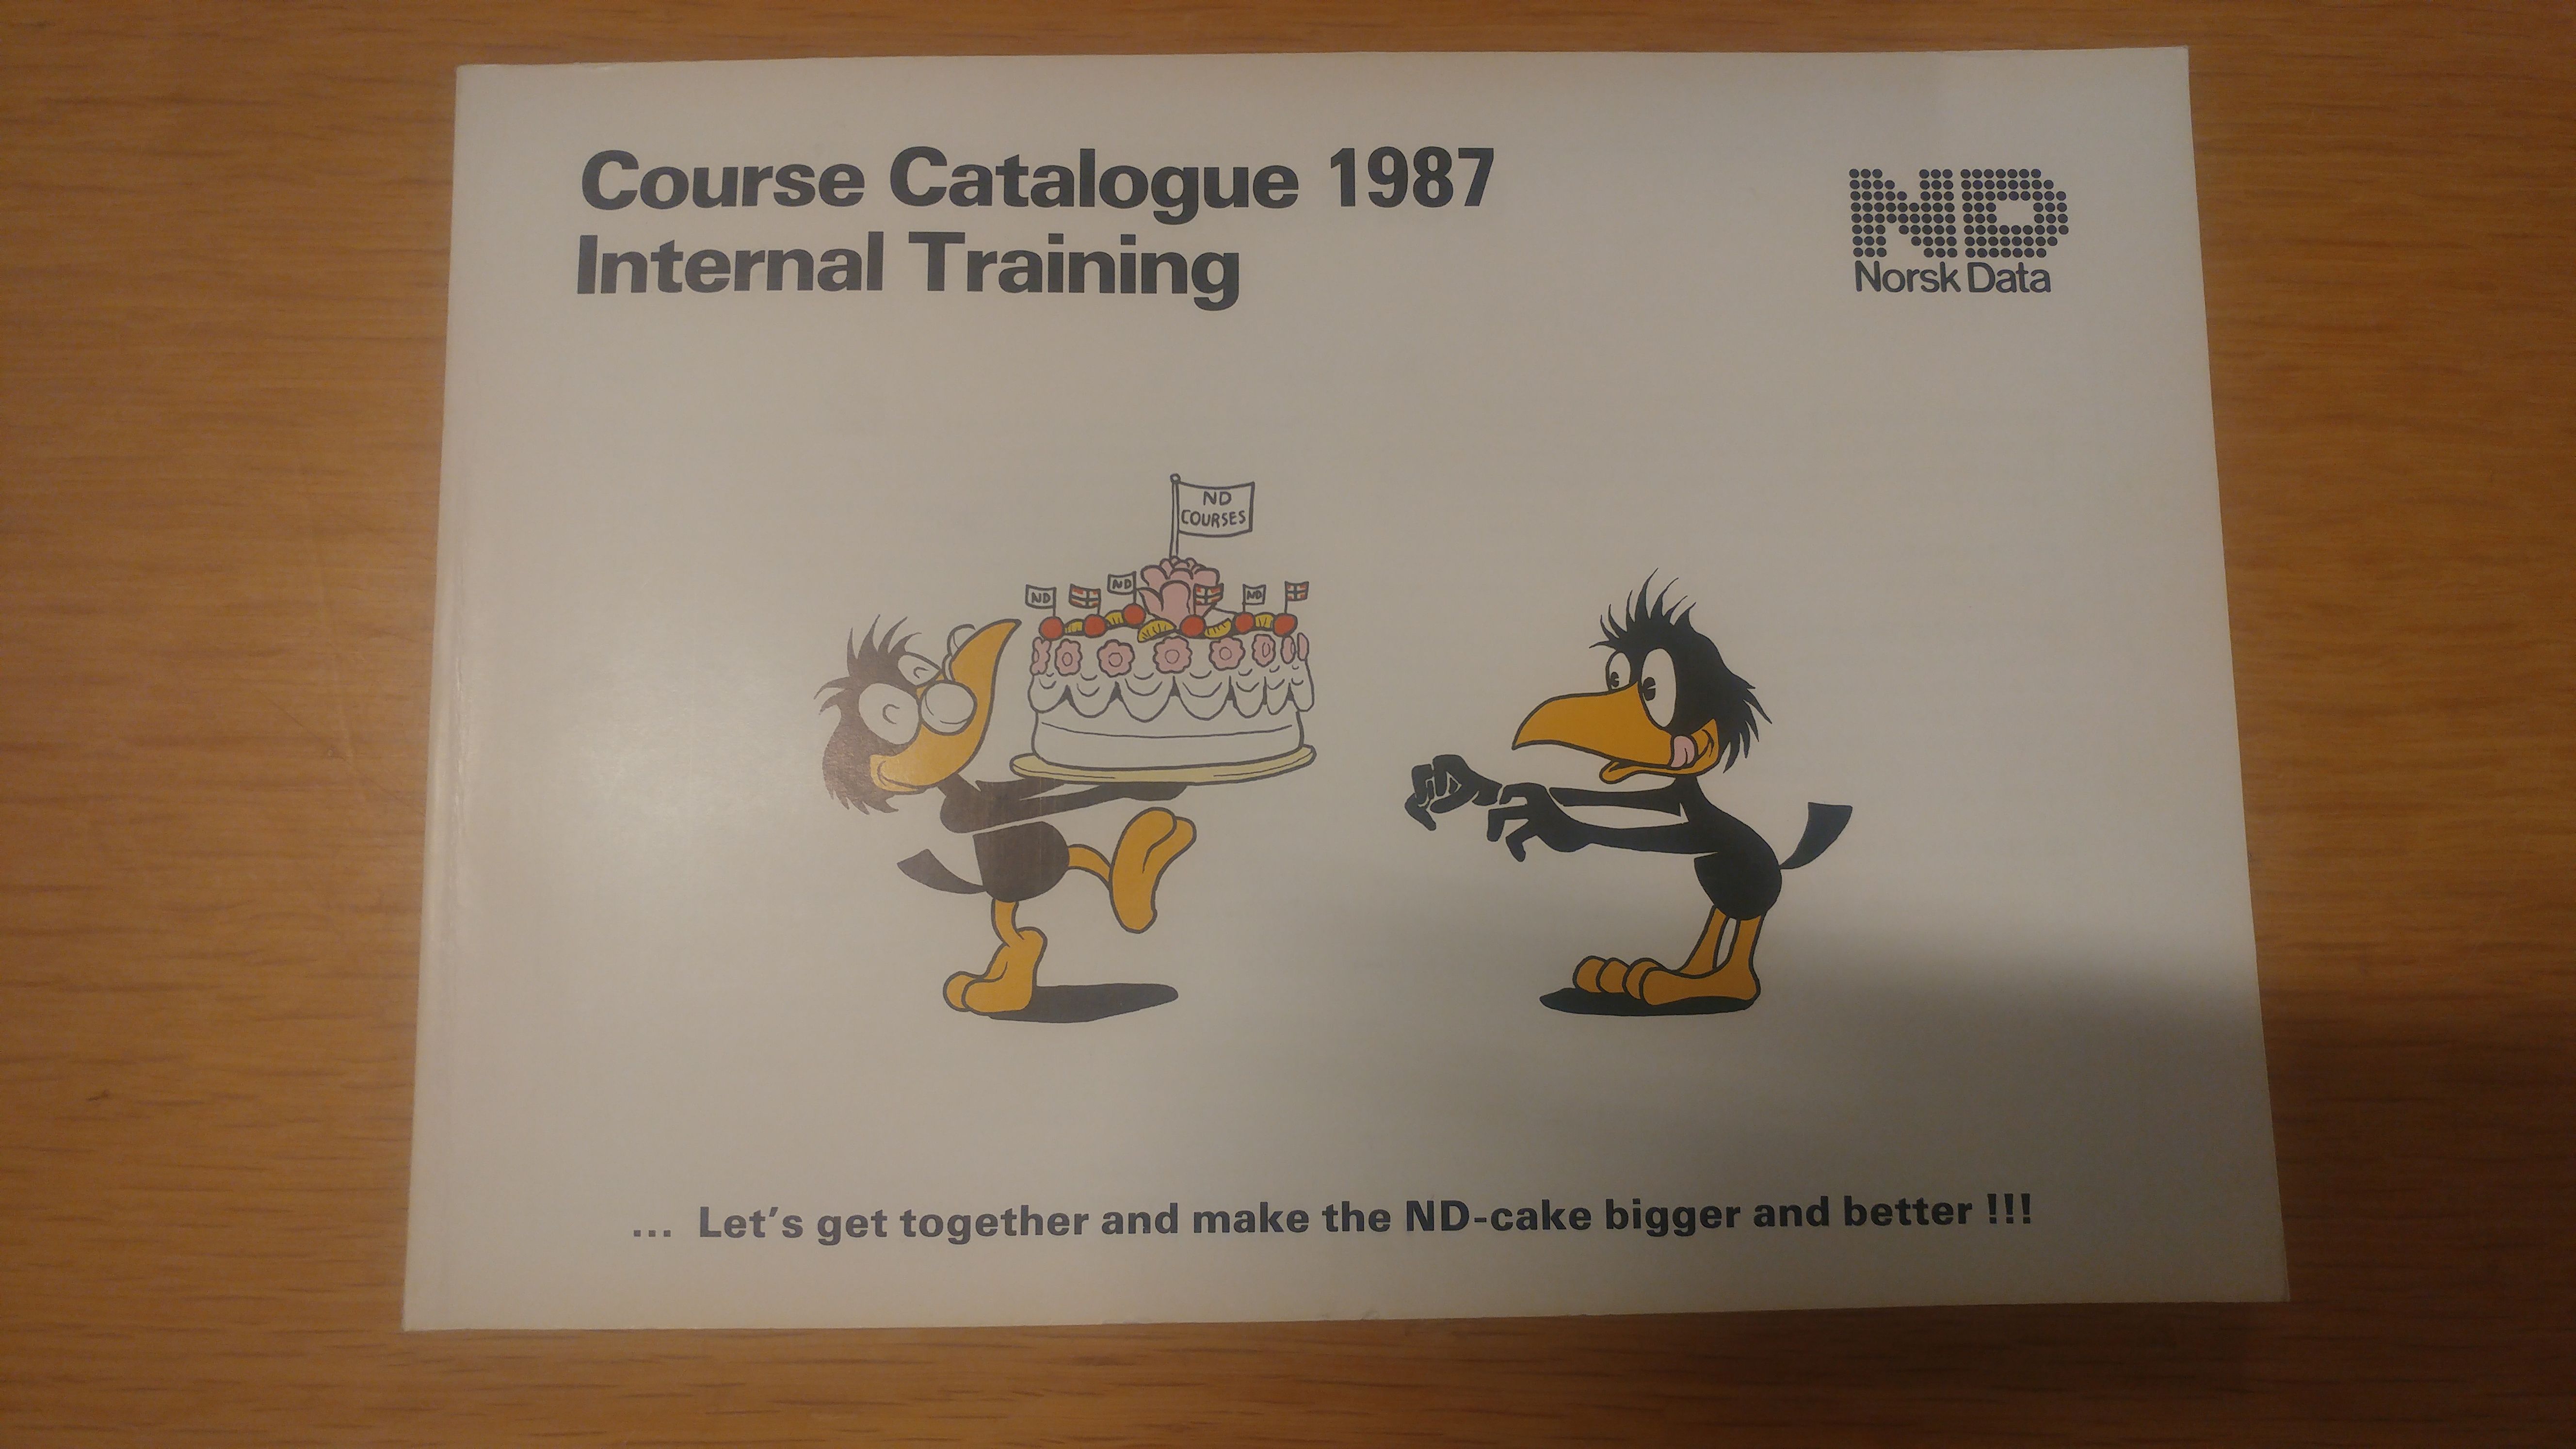 Course Catalogue 1987
Internal Training
ND
Norsk Data
ND
COURSES
ND
ND
ND
... Let's get together and make the ND-cake bigger and better !!!